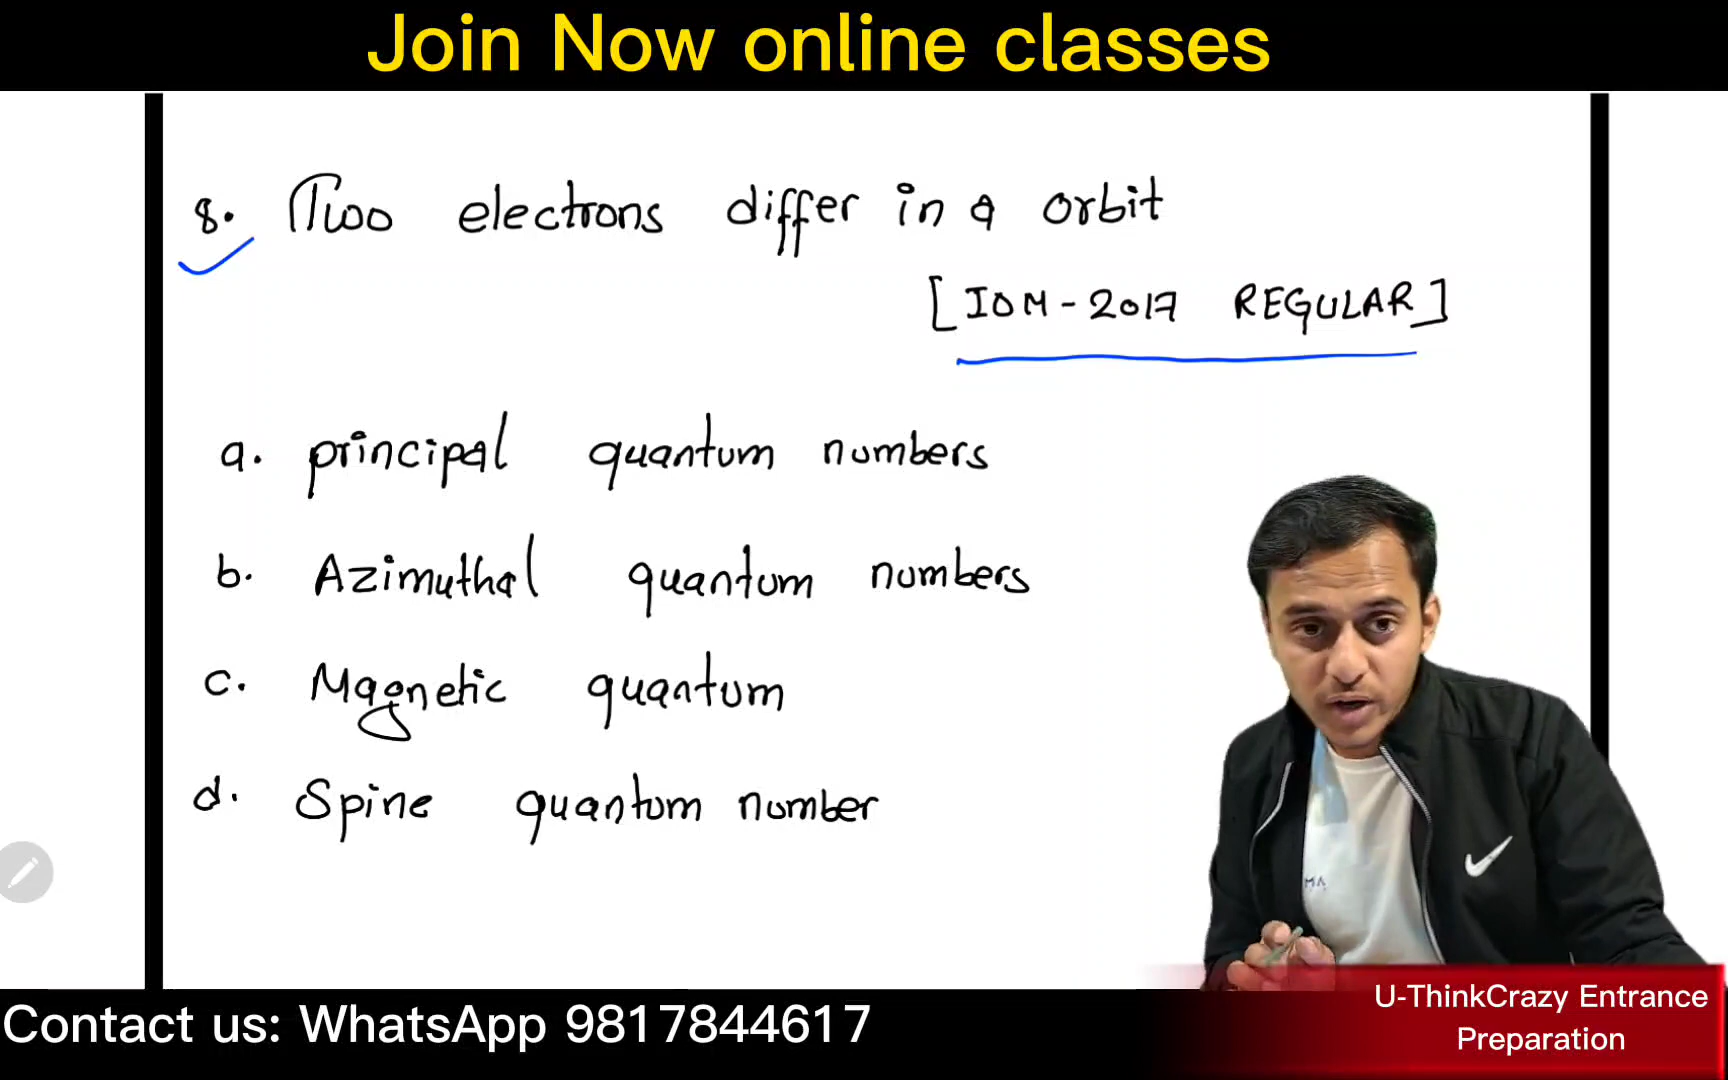 Join Now online classes
8. Two electrons differ in a orbit
[IOM-2017 REGULAR]
a. principal quantum numbers
b. Azimuthal quantum numbers
c. Magnetic quantum
d. Spine quantum number
MA
U-ThinkCrazy Entrance
Preparation
Contact us: WhatsApp 9817844617